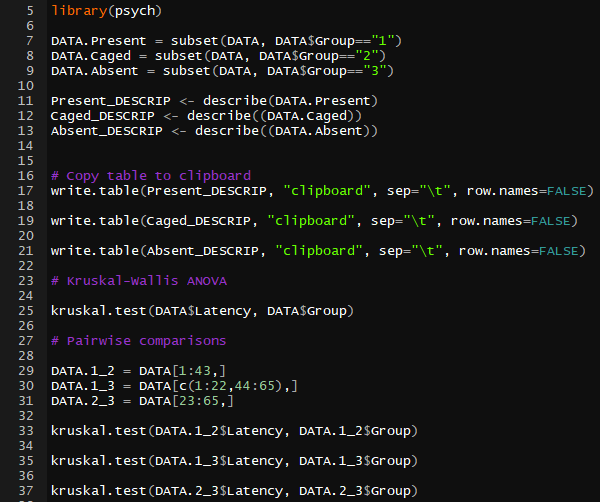 5 library(psych)
6
7 DATA.Present = subset(DATA, DATA$Group=="1")
8 DATA.Caged = subset(DATA, DATA$Group=="2")
9 DATA.Absent = subset(DATA, DATA$Group=="3")
10
11 Present_DESCRIP <- describe(DATA.Present)
12 Caged_DESCRIP <- describe((DATA.Caged))
13 Absent_DESCRIP <- describe((DATA.Absent))
14
15
16 # Copy table to clipboard
17 write.table(Present_DESCRIP, "clipboard", sep="\t", row.names=FALSE)
18
19 write.table(Caged_DESCRIP, "clipboard", sep="\t", row.names=FALSE)
20
21 write.table(Absent_DESCRIP, "clipboard", sep="\t", row.names=FALSE)
22
23 # Kruskal-Wallis ANOVA
24
25 kruskal.test(DATA$Latency, DATA$Group)
26
27 # Pairwise comparisons
28
29 DATA.1_2 = DATA[1:43,]
30 DATA.1_3 = DATA[c(1:22,44:65),]
31 DATA.2_3 = DATA[23:65,]
32
33 kruskal.test(DATA.1_2$Latency, DATA.1_2$Group)
34
35 kruskal.test(DATA.1_3$Latency, DATA.1_3$Group)
36
37 kruskal.test(DATA.2_3$Latency, DATA.2_3$Group)